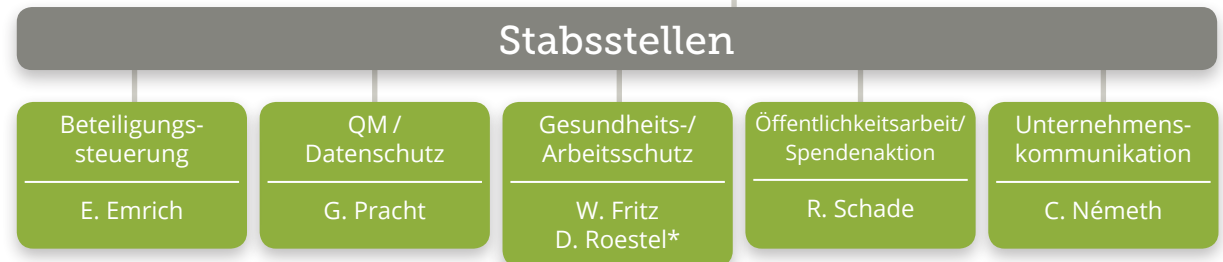 Stabsstellen
Beteiligungs-
steuerung
E. Emrich
QM /
Datenschutz
G. Pracht
Gesundheits-/
Arbeitsschutz
W. Fritz
D. Roestel*
Öffentlichkeitsarbeit/
Spendenaktion
R. Schade
Unternehmens-
kommunikation
C. Németh